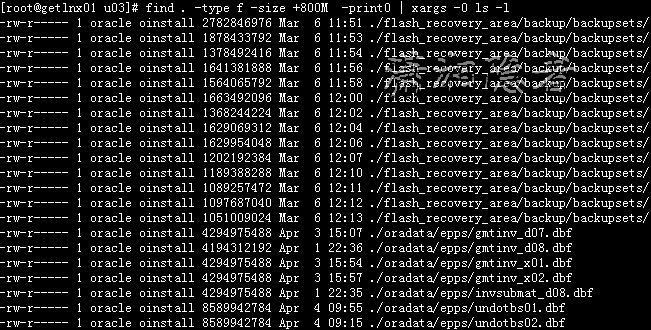 [root@getlnx01 u03]# find . -type f -size +800M  -print0 | xargs -0 ls -l
-rw-r----- 1 oracle oinstall 2782846976 Mar  6 11:51 ./flash_recovery_area/backup/backupsets/
-rw-r----- 1 oracle oinstall 1878433792 Mar  6 11:53 ./flash_recovery_area/backup/backupsets/
-rw-r----- 1 oracle oinstall 1378492416 Mar  6 11:54 ./flash_recovery_area/backup/backupsets/
-rw-r----- 1 oracle oinstall 1641381888 Mar  6 11:56 ./flash_recovery_area/backup/backupsets/
-rw-r----- 1 oracle oinstall 1564065792 Mar  6 11:58 ./flash_recovery_area/backup/backupsets/
-rw-r----- 1 oracle oinstall 1663492096 Mar  6 12:00 ./flash_recovery_area/backup/backupsets/
-rw-r----- 1 oracle oinstall 1368244224 Mar  6 12:02 ./flash_recovery_area/backup/backupsets/
-rw-r----- 1 oracle oinstall 1629069312 Mar  6 12:04 ./flash_recovery_area/backup/backupsets/
-rw-r----- 1 oracle oinstall 1629954048 Mar  6 12:06 ./flash_recovery_area/backup/backupsets/
-rw-r----- 1 oracle oinstall 1202192384 Mar  6 12:07 ./flash_recovery_area/backup/backupsets/
-rw-r----- 1 oracle oinstall 1189388288 Mar  6 12:10 ./flash_recovery_area/backup/backupsets/
-rw-r----- 1 oracle oinstall 1089257472 Mar  6 12:11 ./flash_recovery_area/backup/backupsets/
-rw-r----- 1 oracle oinstall 1097687040 Mar  6 12:12 ./flash_recovery_area/backup/backupsets/
-rw-r----- 1 oracle oinstall 1051009024 Mar  6 12:13 ./flash_recovery_area/backup/backupsets/
-rw-r----- 1 oracle oinstall 4294975488 Apr  3 15:07 ./oradata/epps/gmtinv_d07.dbf
-rw-r----- 1 oracle oinstall 4194312192 Apr  1 22:36 ./oradata/epps/gmtinv_d08.dbf
-rw-r----- 1 oracle oinstall 4294975488 Apr  3 15:54 ./oradata/epps/gmtinv_x01.dbf
-rw-r----- 1 oracle oinstall 4294975488 Apr  3 15:57 ./oradata/epps/gmtinv_x02.dbf
-rw-r----- 1 oracle oinstall 4294975488 Apr  1 22:35 ./oradata/epps/invsubmat_d08.dbf
-rw-r----- 1 oracle oinstall 8589942784 Apr  4 09:55 ./oradata/epps/undotbs01.dbf
-rw-r----- 1 oracle oinstall 8589942784 Apr  4 09:15 ./oradata/epps/undotbs02.dbf
潇湘隐者